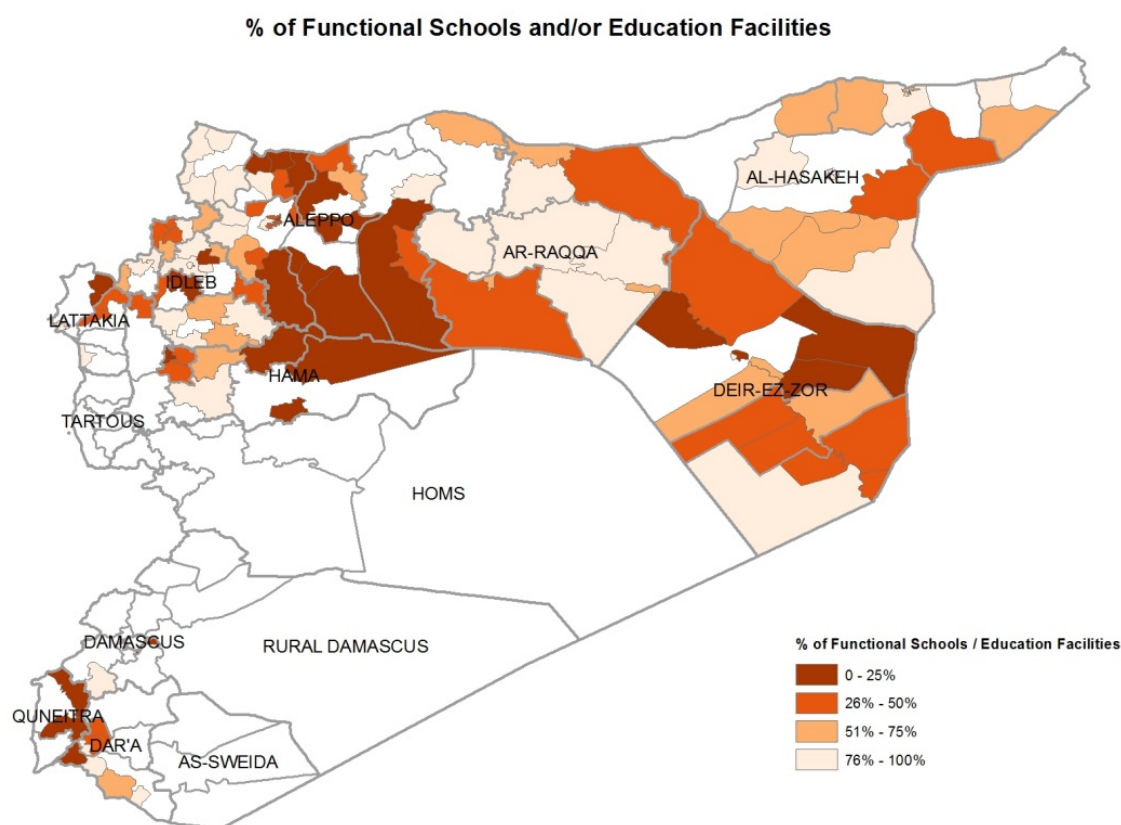 % of Functional Schools and/or Education Facilities
AL-HASAKEH
ALEPPO
AR-RAQQA
IDLEB
LATTAKIA
HAMA
DEIR-EZ-ZOR
TARTOUS
HOMS
DAMASCUS
RURAL DAMASCUS
QUNEITRA
DAR'A
AS-SWEIDA
% of Functional Schools / Education Facilities
0 - 25%
26% - 50%
51% - 75%
76% - 100%